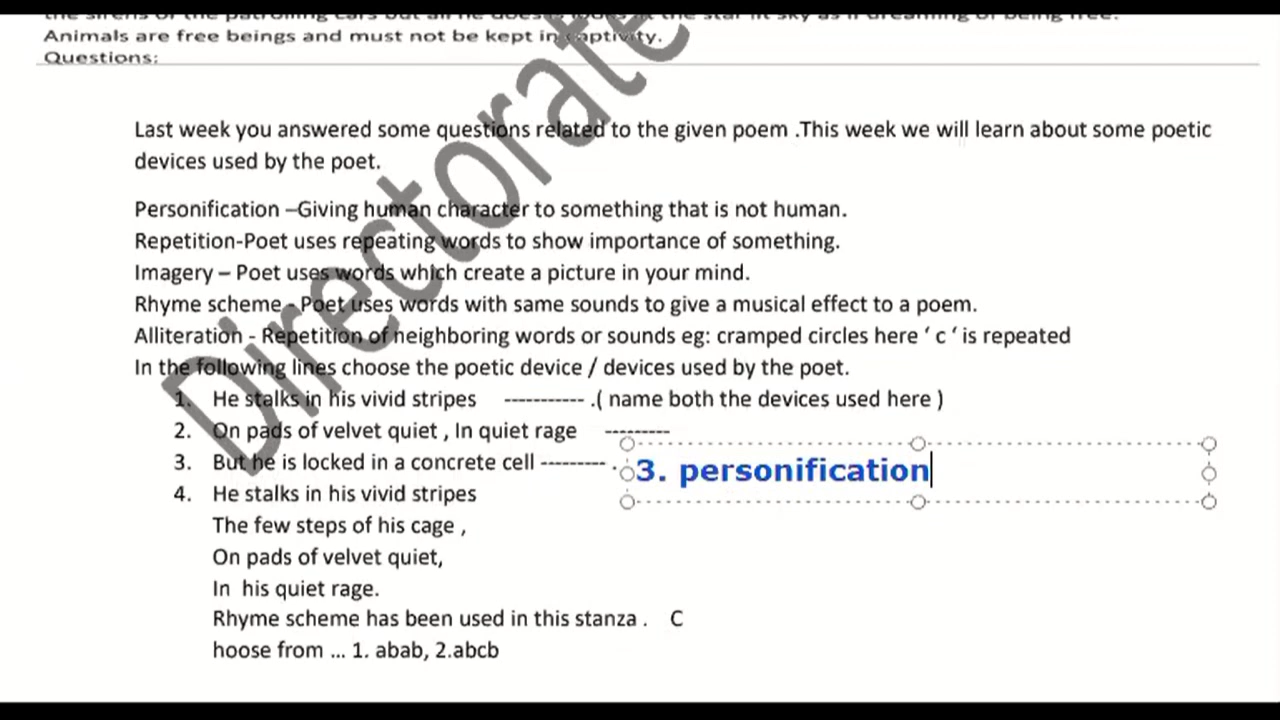 Animals are free beings and must not be kept in captivity.
Questions:
Last week you answered some questions related to the given poem .This week we will learn about some poetic
devices used by the poet.
Personification –Giving human character to something that is not human.
Repetition-Poet uses repeating words to show importance of something.
Imagery – Poet uses words which create a picture in your mind.
Rhyme scheme - Poet uses words with same sounds to give a musical effect to a poem.
Alliteration - Repetition of neighboring words or sounds eg: cramped circles here ‘ c ‘ is repeated
In the following lines choose the poetic device / devices used by the poet.
1. He stalks in his vivid stripes ----------- .( name both the devices used here )
2. On pads of velvet quiet , In quiet rage ---------
3. But he is locked in a concrete cell --------- .
3. personification
4. He stalks in his vivid stripes
The few steps of his cage ,
On pads of velvet quiet,
In his quiet rage.
Rhyme scheme has been used in this stanza . C
hoose from ... 1. abab, 2.abcb
Directorate